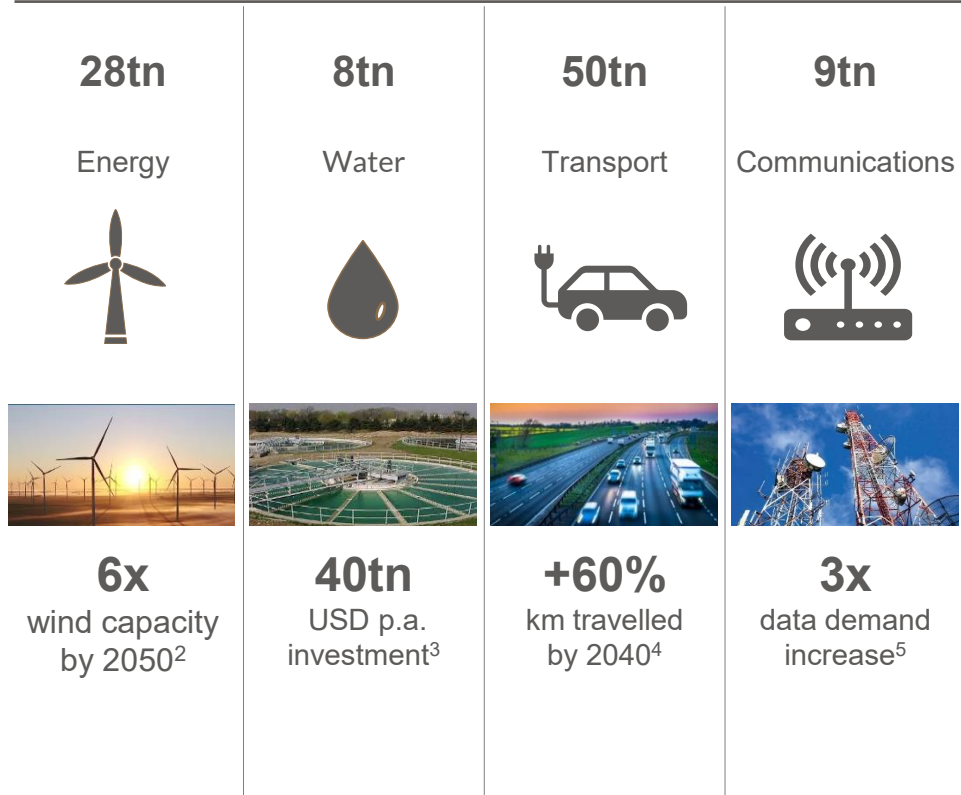 28tn
Energy
6x
wind capacity
by 2050²
8tn
Water
40tn
USD p.a.
investment³
50tn
Transport
+60%
km travelled
by 2040⁴
9tn
Communications
3x
data demand
increase⁵